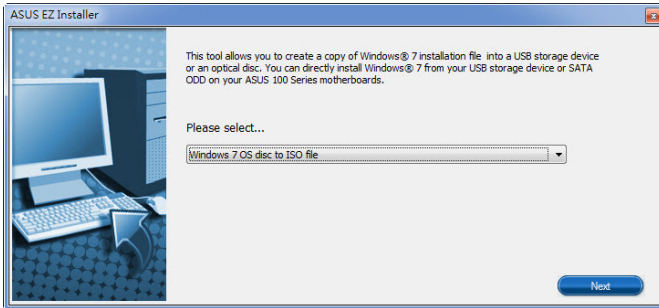 ASUS EZ Installer
This tool allows you to create a copy of Windows® 7 installation file into a USB storage device
or an optical disc. You can directly install Windows® 7 from your USB storage device or SATA
ODD on your ASUS 100 Series motherboards.
Please select...
Windows 7 OS disc to ISO file
Next